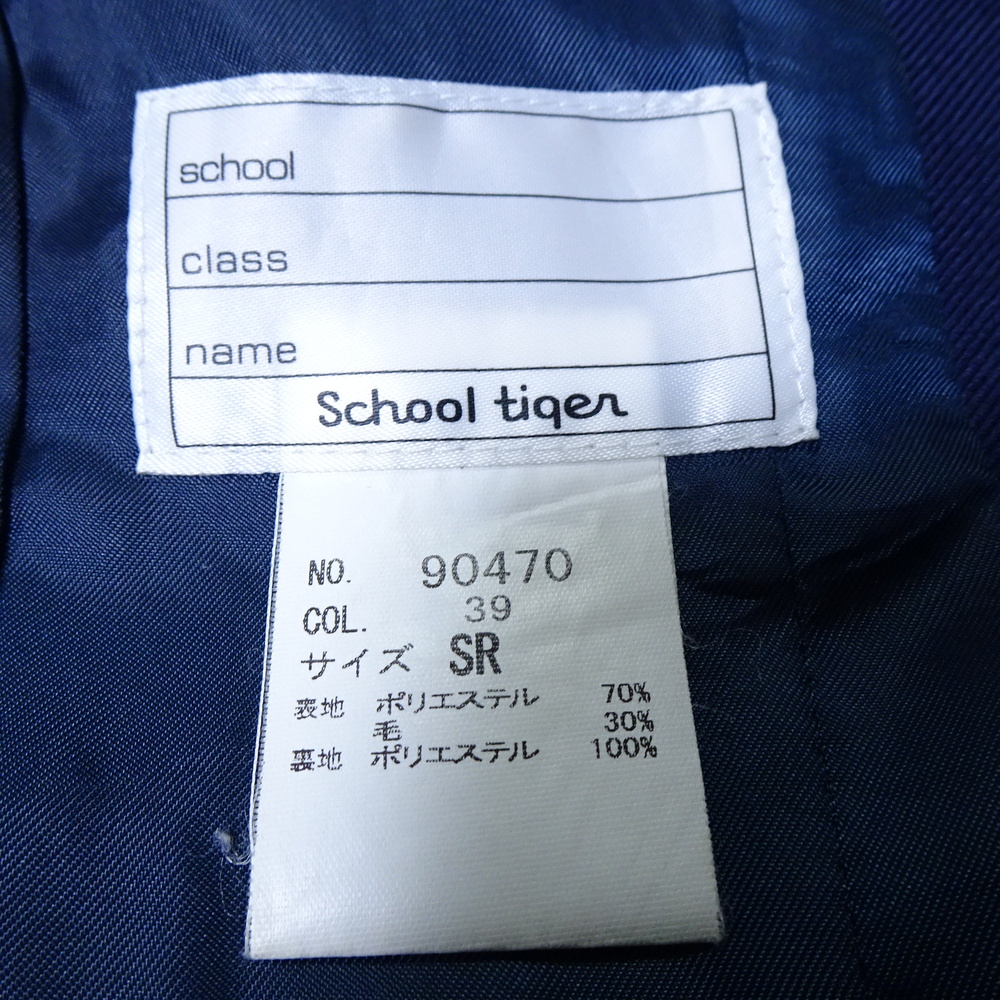 school
class
name
School tiger
NO. 90470
COL. 39
サイズ SR
表地 ポリエステル 70%
毛 30%
裏地 ポリエステル 100%